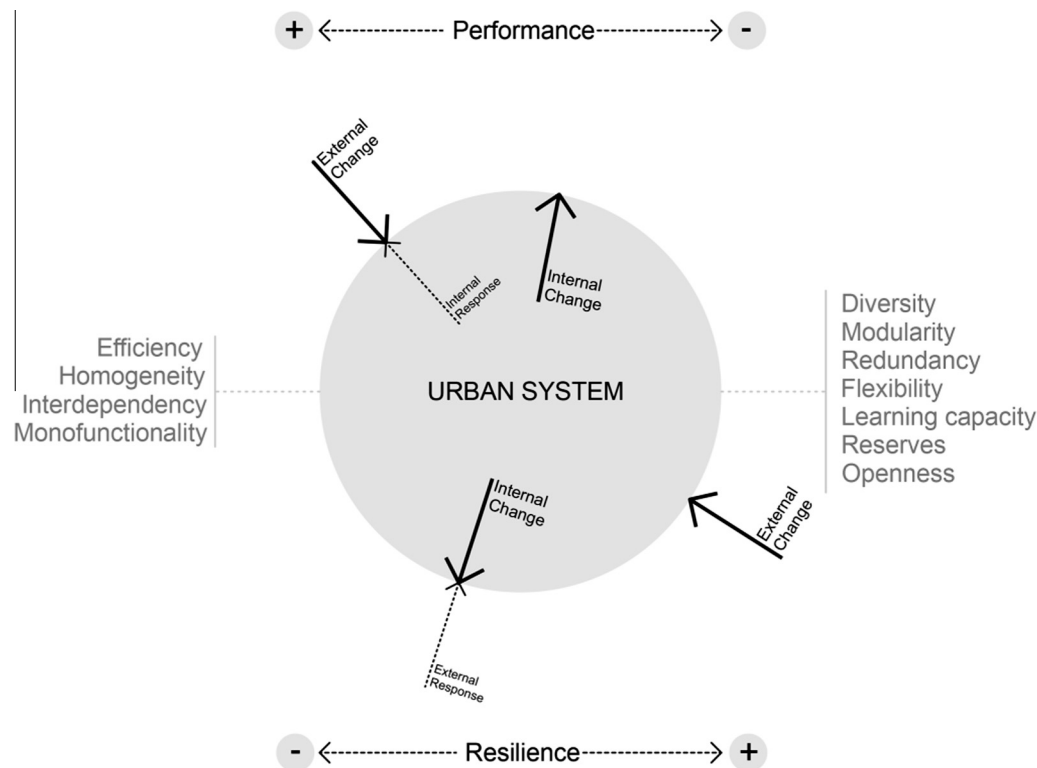 + Performance -
External
Change
Internal
Response
Internal
Change
Efficiency
Homogeneity
Interdependency
Monofunctionality
URBAN SYSTEM
Diversity
Modularity
Redundancy
Flexibility
Learning capacity
Reserves
Openness
Internal
Change
External
Change
External
Response
- Resilience +